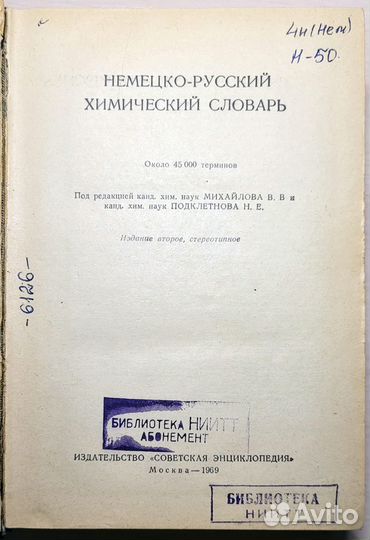 4и(Нем)
Н-50.
НЕМЕЦКО-РУССКИЙ
ХИМИЧЕСКИЙ СЛОВАРЬ
Около 45 000 терминов
Под редакцией канд. хим. наук МИХАЙЛОВА В. В и
канд. хим. наук ПОДКЛЕТНОВА Н. Е.
Издание второе, стереотипное
-6126-
БИБЛИОТЕКА НИИТТ
АБОНЕМЕНТ
ИЗДАТЕЛЬСТВО «СОВЕТСКАЯ ЭНЦИКЛОПЕДИЯ»
Москва—1969
БИБЛИОТЕКА
НИИТТ
Avito